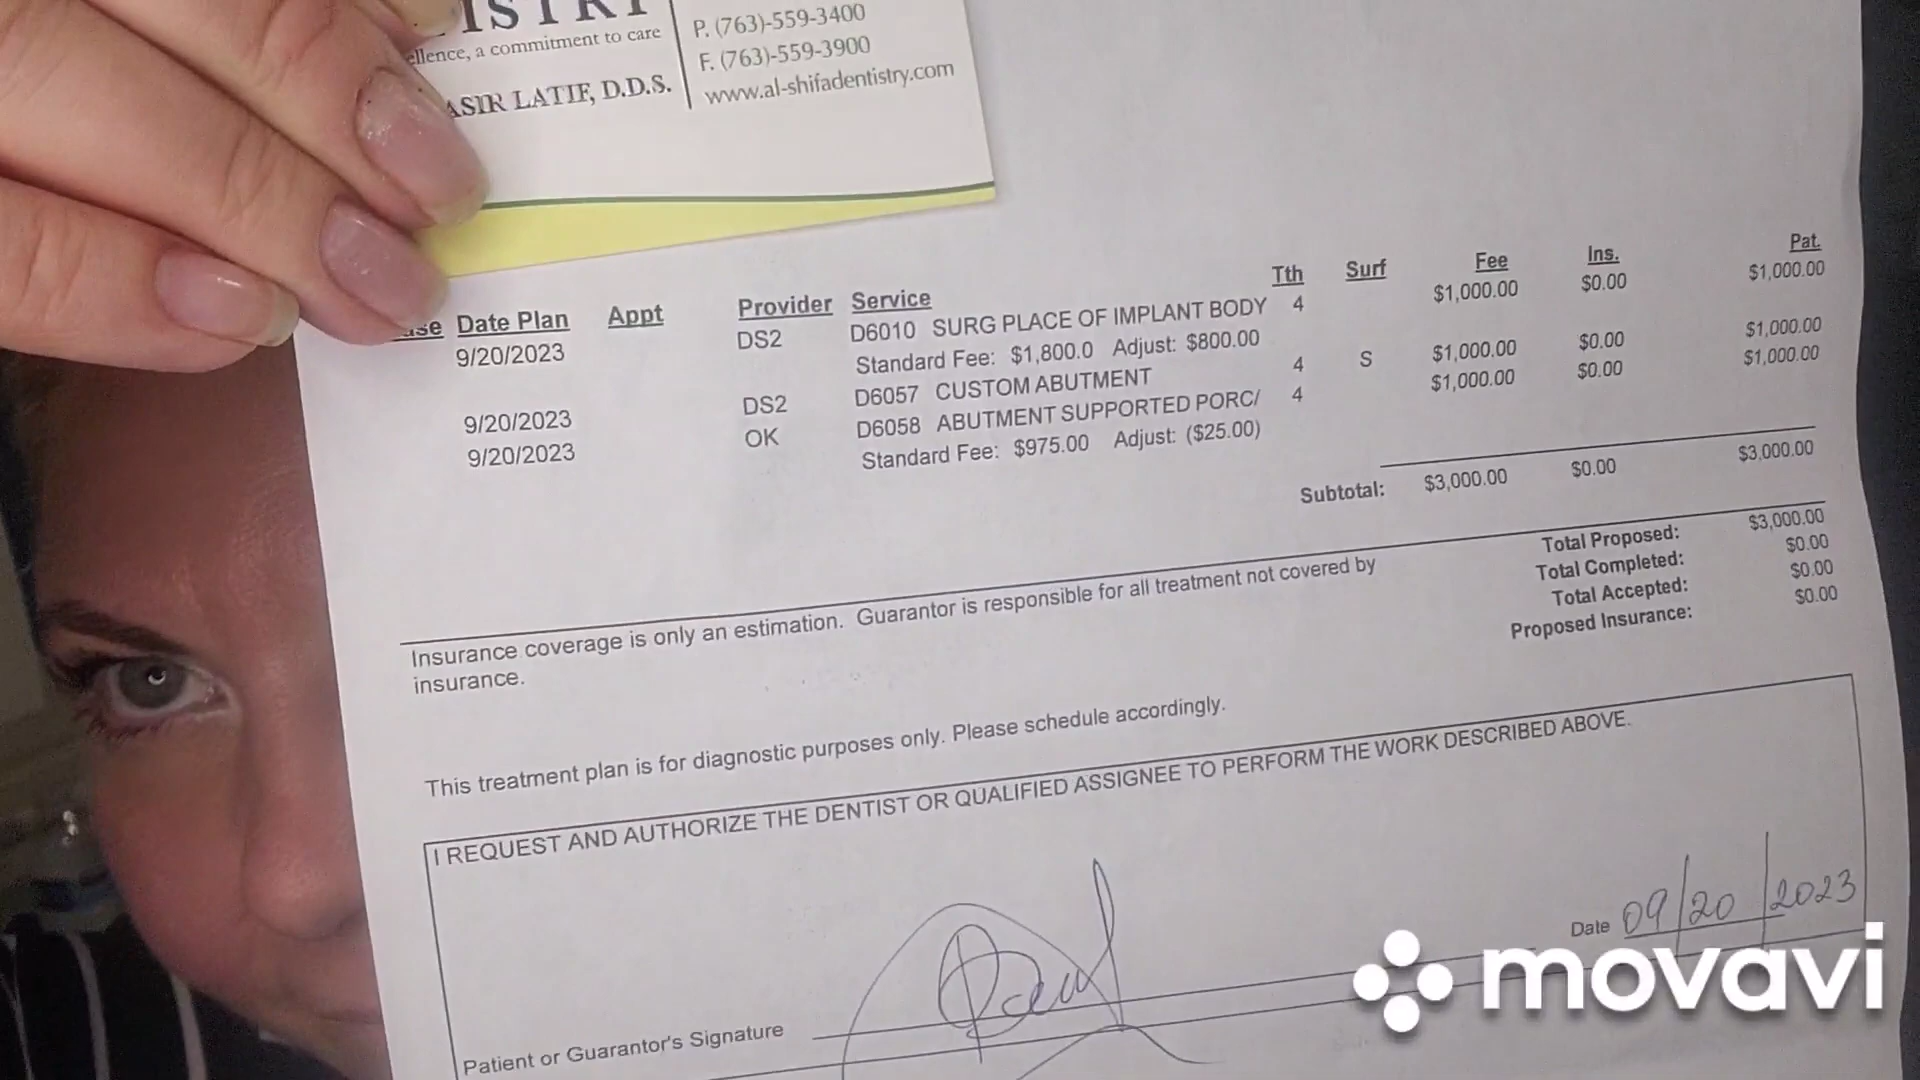 ISTRY
ellence, a commitment to care
ASIR LATIF, D.D.S.
P. (763)-559-3400
F. (763)-559-3900
www.al-shifadentistry.com
ase Date Plan Appt Provider Service Tth Surf Fee Ins. Pat.
9/20/2023 DS2 D6010 SURG PLACE OF IMPLANT BODY 4 $1,000.00 $0.00 $1,000.00
Standard Fee: $1,800.0 Adjust: $800.00
9/20/2023 DS2 D6057 CUSTOM ABUTMENT 4 S $1,000.00 $0.00 $1,000.00
9/20/2023 OK D6058 ABUTMENT SUPPORTED PORC/ 4 $1,000.00 $0.00 $1,000.00
Standard Fee: $975.00 Adjust: ($25.00)
Subtotal: $3,000.00 $0.00 $3,000.00
Total Proposed: $3,000.00
Total Completed: $0.00
Total Accepted: $0.00
Proposed Insurance: $0.00
Insurance coverage is only an estimation. Guarantor is responsible for all treatment not covered by
insurance.
This treatment plan is for diagnostic purposes only. Please schedule accordingly.
I REQUEST AND AUTHORIZE THE DENTIST OR QUALIFIED ASSIGNEE TO PERFORM THE WORK DESCRIBED ABOVE.
Patient or Guarantor's Signature
Date 09/20/2023
movavi